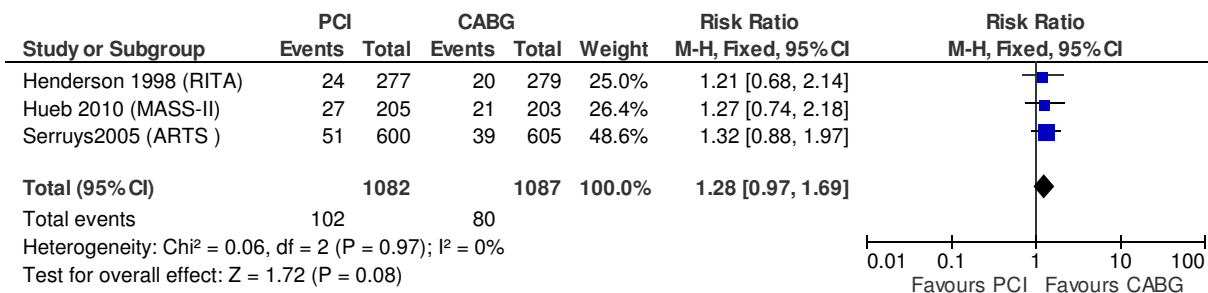 PCI CABG Risk Ratio Risk Ratio
Study or Subgroup Events Total Events Total Weight M-H, Fixed, 95% CI M-H, Fixed, 95% CI
Henderson 1998 (RITA) 24 277 20 279 25.0% 1.21 [0.68, 2.14]
Hueb 2010 (MASS-II) 27 205 21 203 26.4% 1.27 [0.74, 2.18]
Serruys2005 (ARTS ) 51 600 39 605 48.6% 1.32 [0.88, 1.97]
Total (95% CI) 1082 1087 100.0% 1.28 [0.97, 1.69]
Total events 102 80
Heterogeneity: Chi² = 0.06, df = 2 (P = 0.97); I² = 0%
Test for overall effect: Z = 1.72 (P = 0.08)
0.01 0.1 1 10 100
Favours PCI Favours CABG